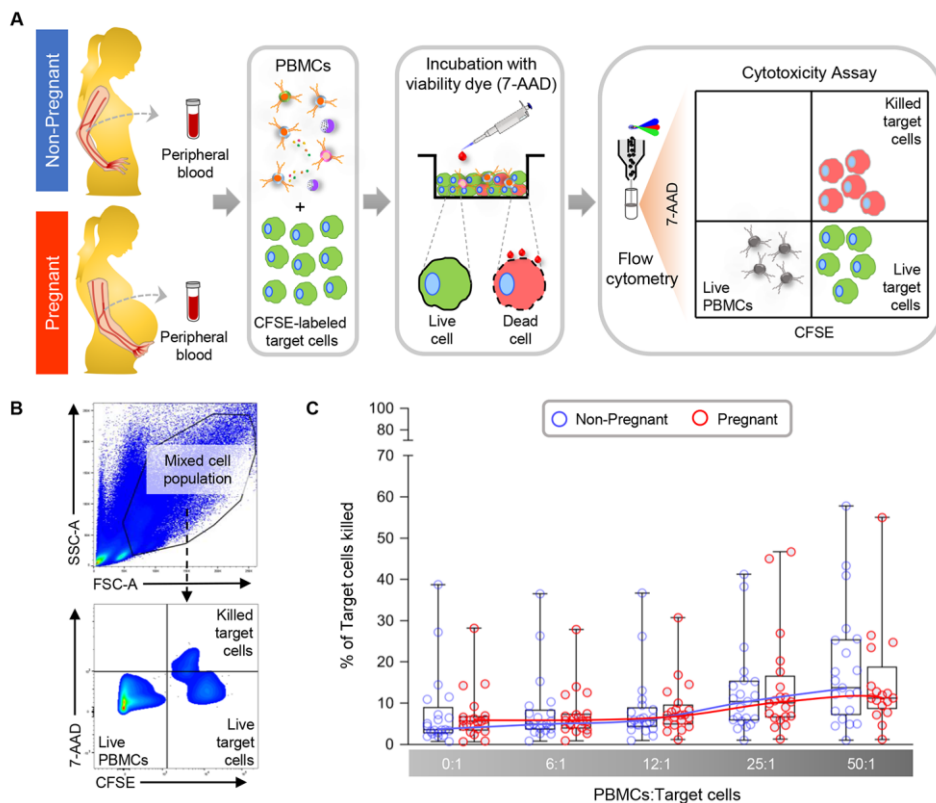 A
Non-Pregnant
Peripheral
blood
Pregnant
Peripheral
blood
PBMCs
+
CFSE-labeled
target cells
Incubation with
viability dye (7-AAD)
Live
cell
Dead
cell
Flow
cytometry
Cytotoxicity Assay
7-AAD
Killed
target
cells
Live
PBMCs
Live
target
cells
CFSE
B
SSC-A
Mixed cell
population
FSC-A
7-AAD
Killed
target
cells
Live
PBMCs
Live
target
cells
CFSE
C
Non-Pregnant
Pregnant
% of Target cells killed
100
90
80
70
60
50
40
30
20
10
0
0:1 6:1 12:1 25:1 50:1
PBMCs:Target cells